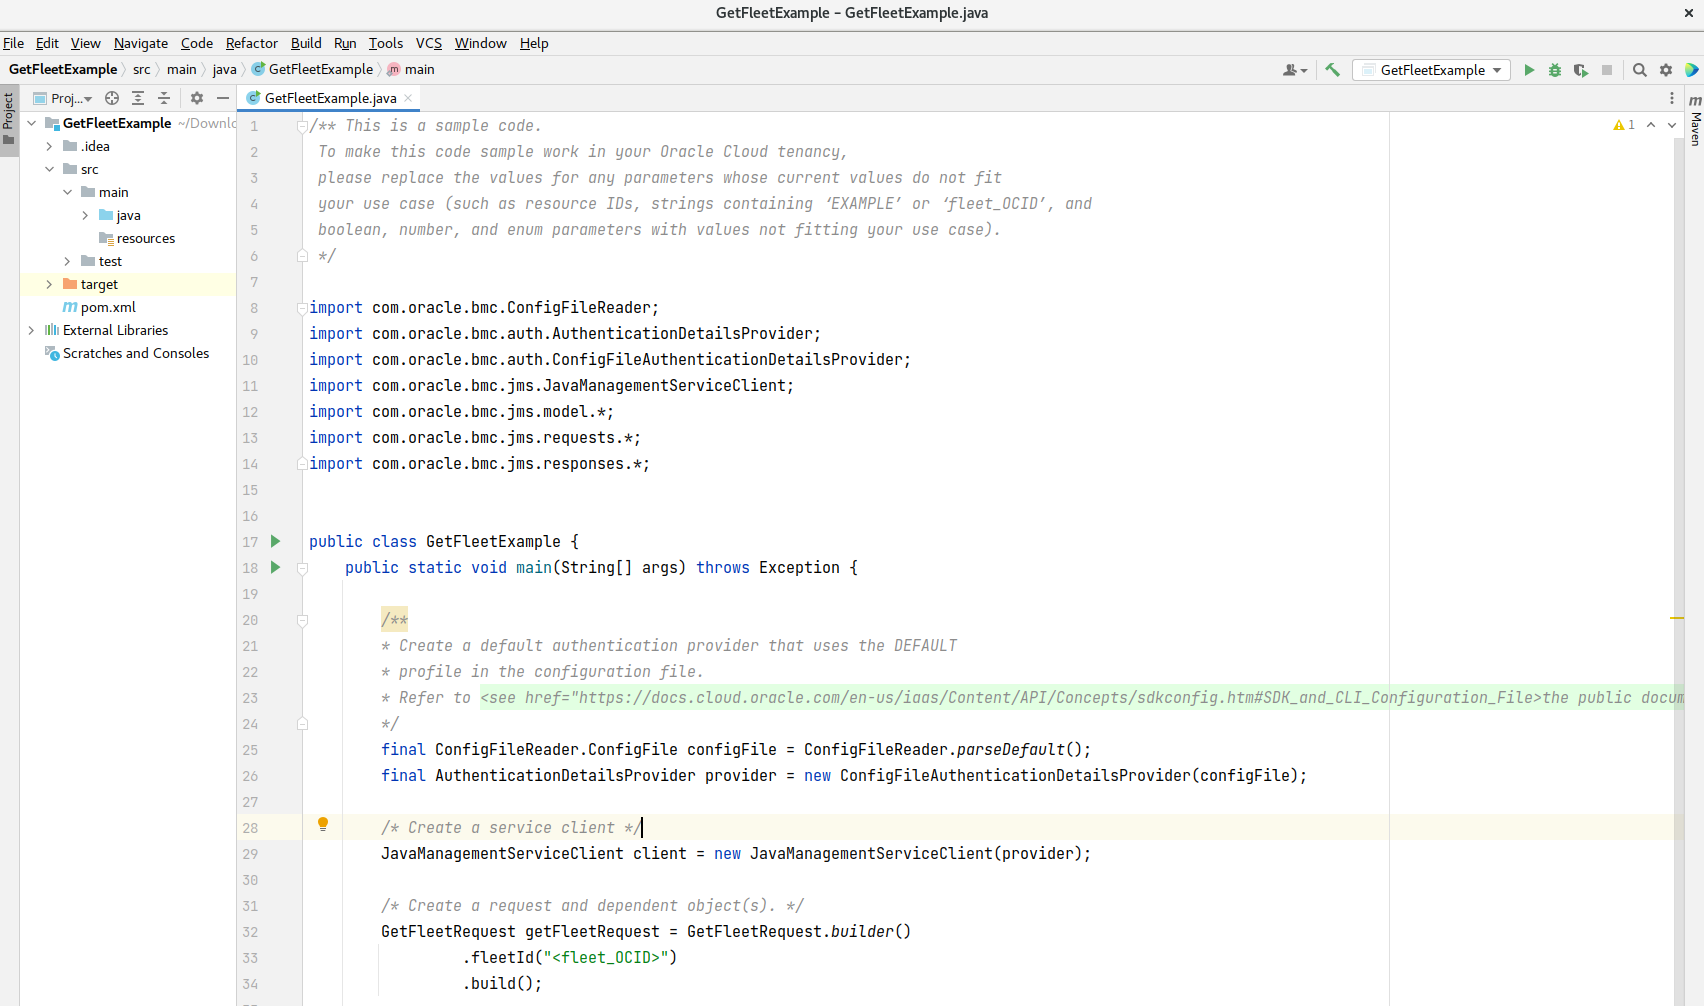 GetFleetExample – GetFleetExample.java
File Edit View Navigate Code Refactor Build Run Tools VCS Window Help
GetFleetExample src main java GetFleetExample main
GetFleetExample
Project
Proj...
GetFleetExample ~/Downlo
.idea
src
main
java
resources
test
target
pom.xml
External Libraries
Scratches and Consoles
GetFleetExample.java
1
Maven
1 /** This is a sample code.
2 To make this code sample work in your Oracle Cloud tenancy,
3 please replace the values for any parameters whose current values do not fit
4 your use case (such as resource IDs, strings containing ‘EXAMPLE’ or ‘fleet_OCID’, and
5 boolean, number, and enum parameters with values not fitting your use case).
6 */
7
8 import com.oracle.bmc.ConfigFileReader;
9 import com.oracle.bmc.auth.AuthenticationDetailsProvider;
10 import com.oracle.bmc.auth.ConfigFileAuthenticationDetailsProvider;
11 import com.oracle.bmc.jms.JavaManagementServiceClient;
12 import com.oracle.bmc.jms.model.*;
13 import com.oracle.bmc.jms.requests.*;
14 import com.oracle.bmc.jms.responses.*;
15
16
17 public class GetFleetExample {
18 public static void main(String[] args) throws Exception {
19
20 /**
21 * Create a default authentication provider that uses the DEFAULT
22 * profile in the configuration file.
23 * Refer to <see href="https://docs.cloud.oracle.com/en-us/iaas/Content/API/Concepts/sdkconfig.htm#SDK_and_CLI_Configuration_File>the public docum
24 */
25 final ConfigFileReader.ConfigFile configFile = ConfigFileReader.parseDefault();
26 final AuthenticationDetailsProvider provider = new ConfigFileAuthenticationDetailsProvider(configFile);
27
28 /* Create a service client */
29 JavaManagementServiceClient client = new JavaManagementServiceClient(provider);
30
31 /* Create a request and dependent object(s). */
32 GetFleetRequest getFleetRequest = GetFleetRequest.builder()
33 .fleetId("<fleet_OCID>")
34 .build();